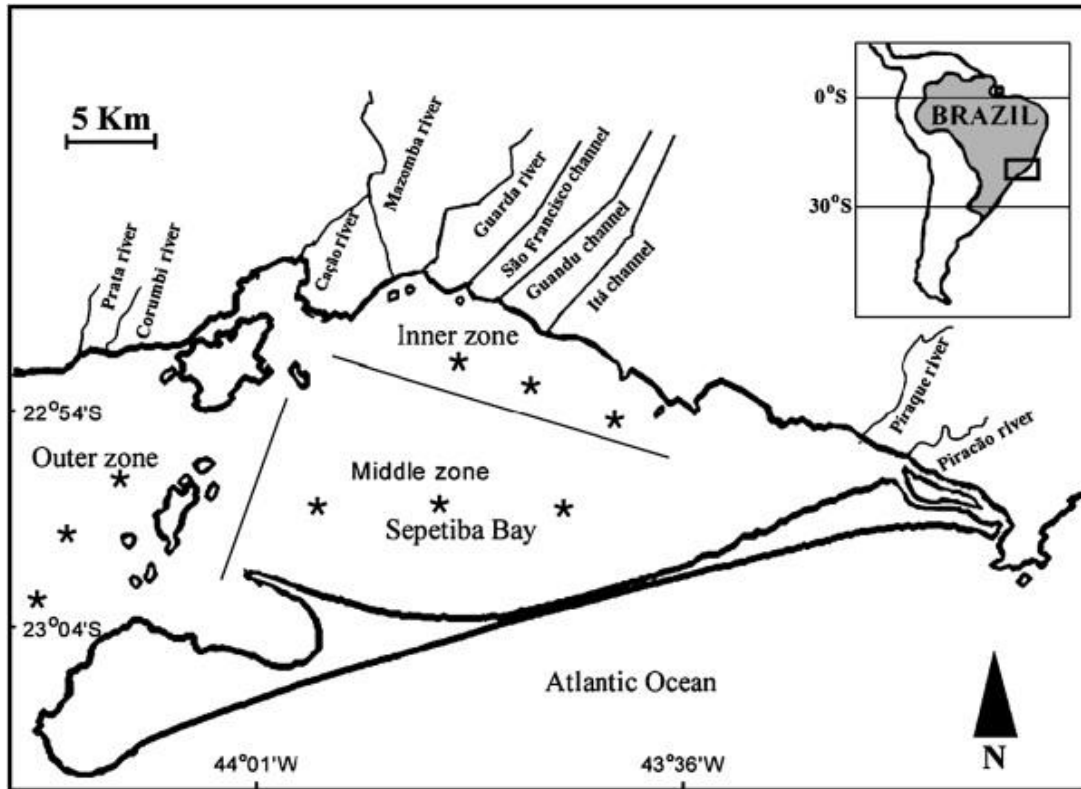 5 Km
Prata river
Corumbi river
Cação river
Mazomba river
Guarda river
São Francisco channel
Guandu channel
Itá channel
0°S
BRAZIL
30°S
Inner zone
Piraque river
Piracão river
22°54'S
Outer zone
Middle zone
Sepetiba Bay
23°04'S
Atlantic Ocean
44°01'W
43°36'W
N